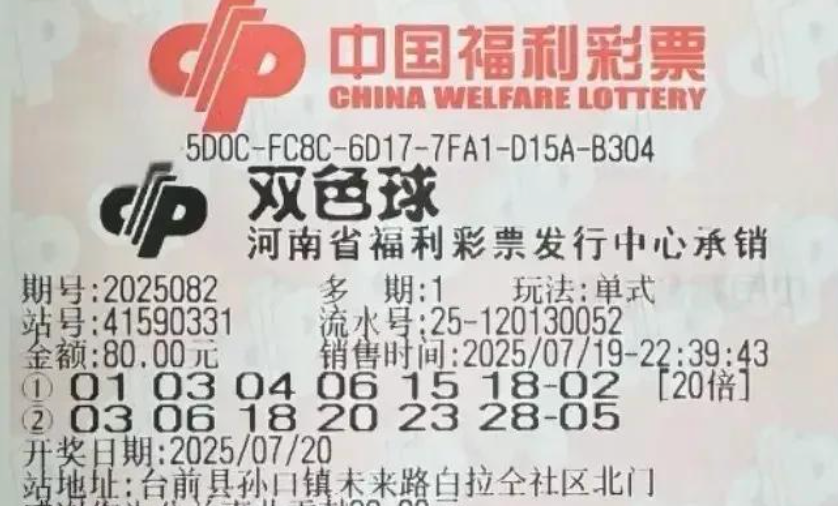 中国福利彩票
CHINA WELFARE LOTTERY
5D0C-FC8C-6D17-7FA1-D15A-B304
双色球
河南省福利彩票发行中心承销
期号:2025082 多 期:1 玩法:单式
站号:41590331 流水号:25-120130052
金额:80.00元 销售时间:2025/07/19-22:39:43
① 01 03 04 06 15 18-02 [20倍]
② 03 06 18 20 23 28-05
开奖日期:2025/07/20
站地址:台前县孙口镇未来路白拉仝社区北门